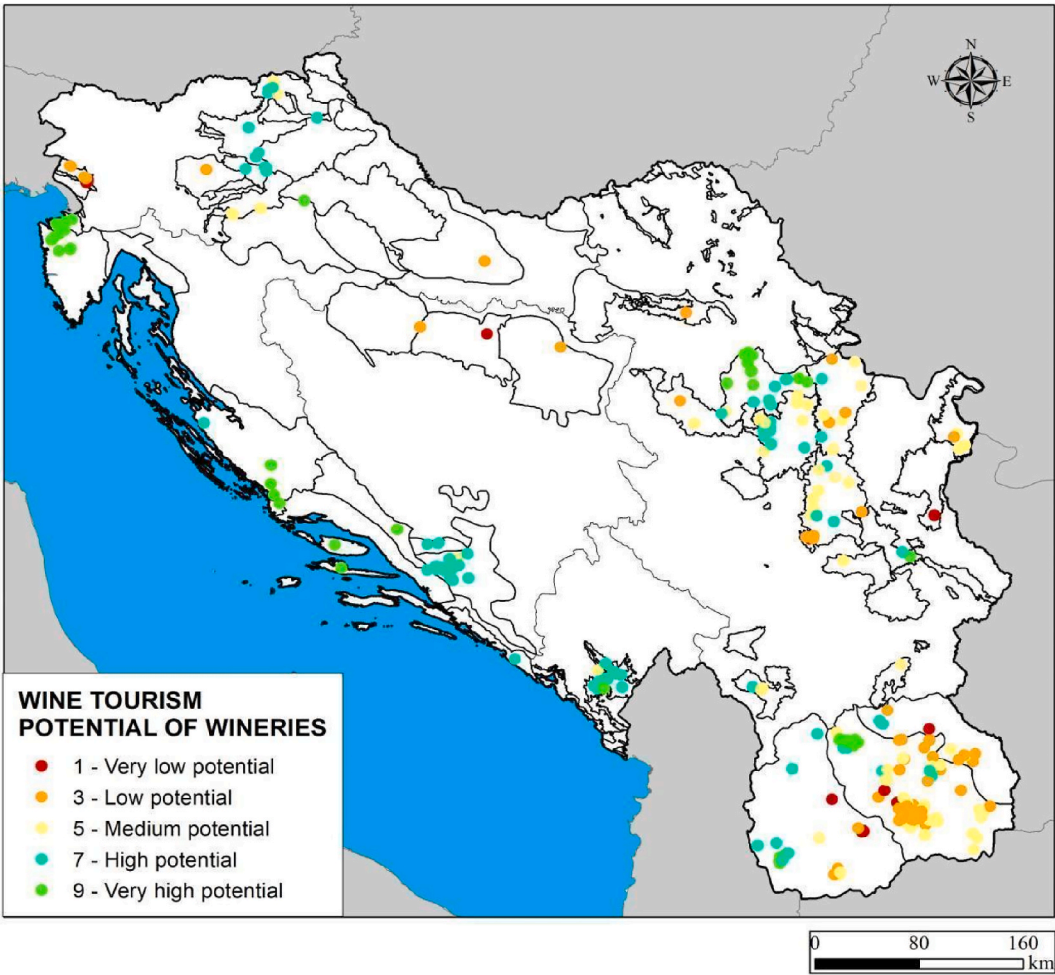 N
W E
S
WINE TOURISM
POTENTIAL OF WINERIES
1 - Very low potential
3 - Low potential
5 - Medium potential
7 - High potential
9 - Very high potential
0 80 160
km